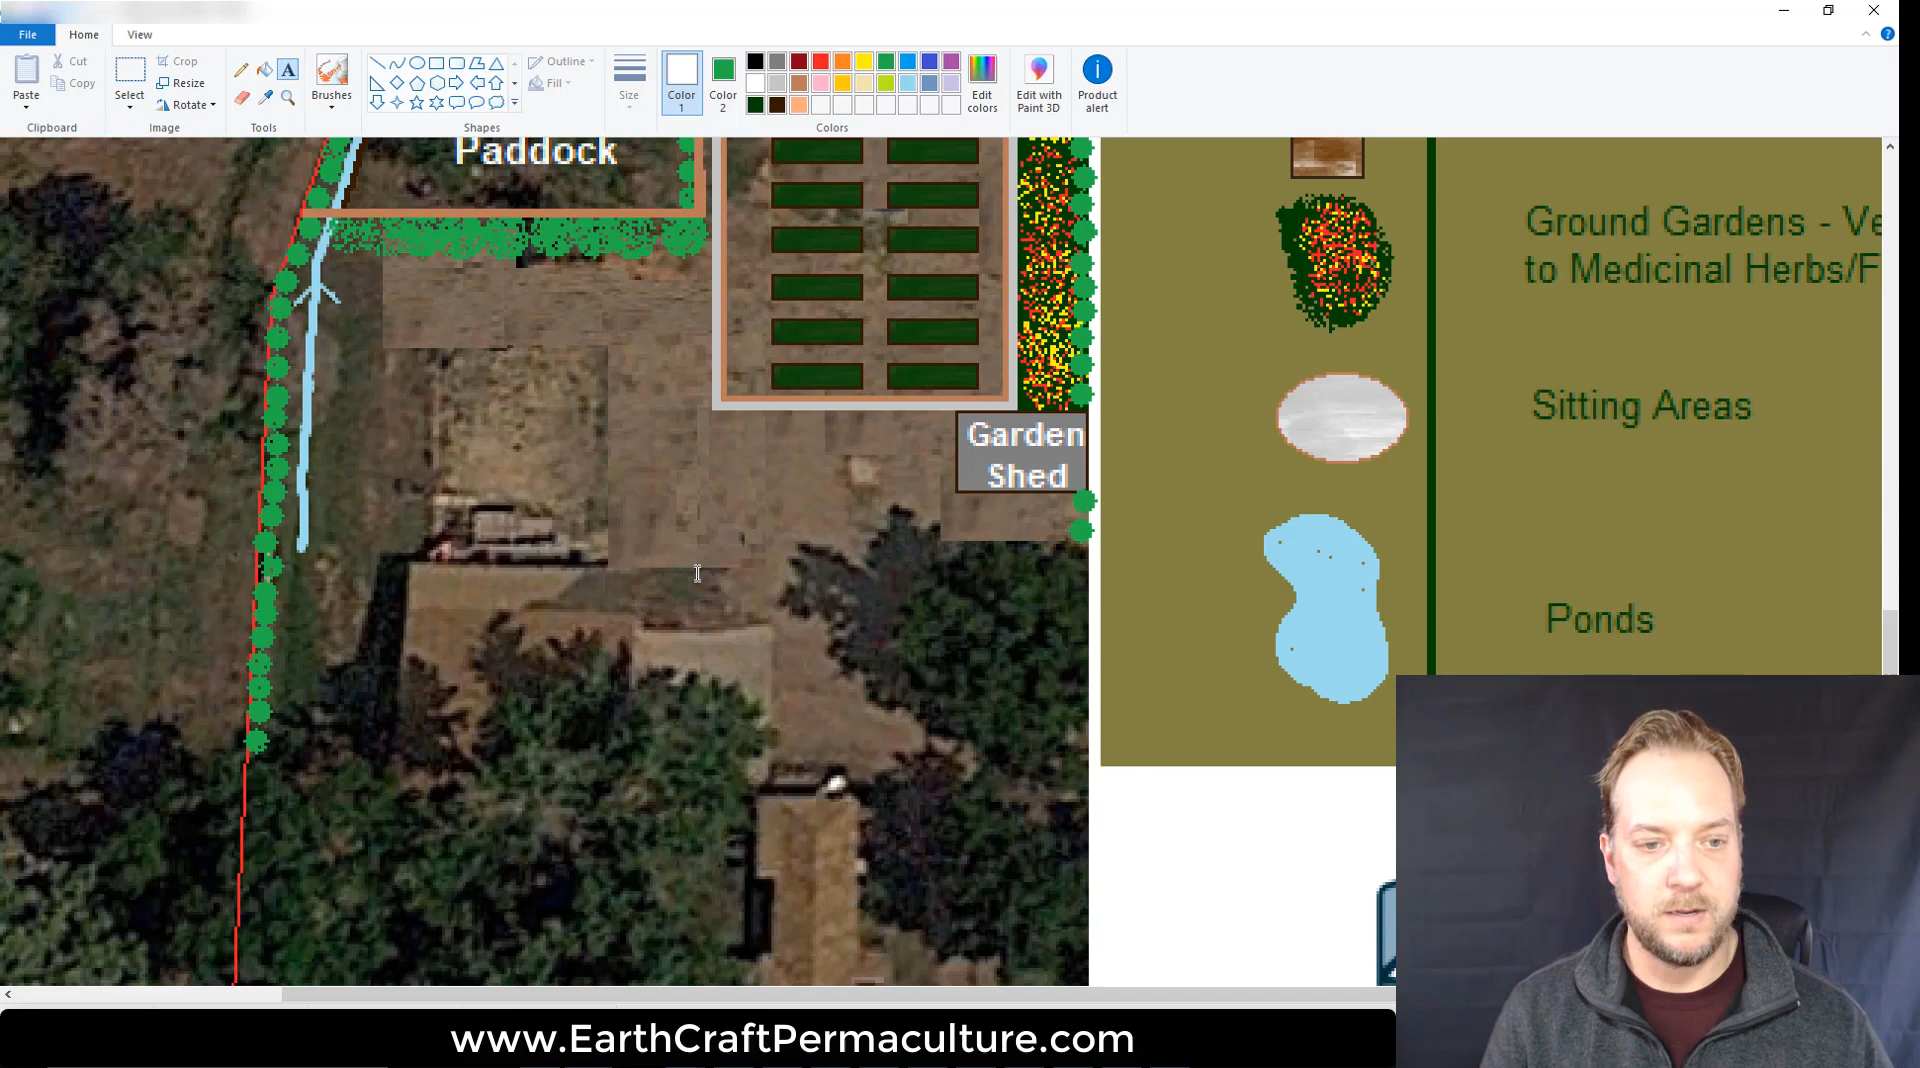 File
Home
View
Paste
Cut
Copy
Clipboard
Select
Crop
Resize
Rotate
Image
A
Tools
Brushes
Outline
Fill
Shapes
Size
Color
1
Color
2
Edit
colors
Colors
Edit with
Paint 3D
Product
alert
Paddock
Garden
Shed
Ground Gardens - Ve
to Medicinal Herbs/F
Sitting Areas
Ponds
www.EarthCraftPermaculture.com